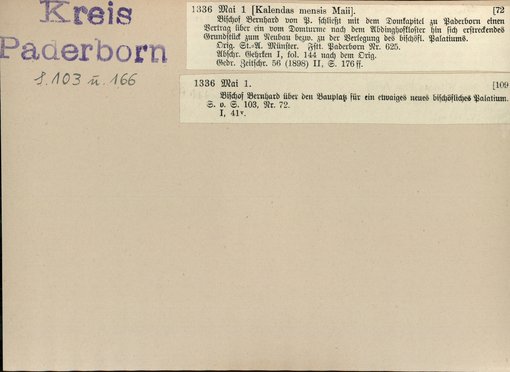 Kreis
Paderborn
S. 103 u. 166
1336 Mai 1 [Kalendas mensis Maii]. [72
Bischof Bernhard von P. schließt mit dem Domkapitel zu Paderborn einen
Vertrag über ein vom Domturme nach dem Abdinghofkloster hin sich erstreckendes
Grundstück zum Neubau bezw. zu der Verlegung des bischöfl. Palatiums.
Orig. St.-A. Münster. Fstt. Paderborn Nr. 625.
Abschr. Gehrken I, fol. 144 nach dem Orig.
Gedr. Zeitschr. 56 (1898) II, S. 176 ff.
1336 Mai 1. [109
Bischof Bernhard über den Bauplatz für ein etwaiges neues bischöfliches Palatium.
S. o. S. 103, Nr. 72.
I, 41v.